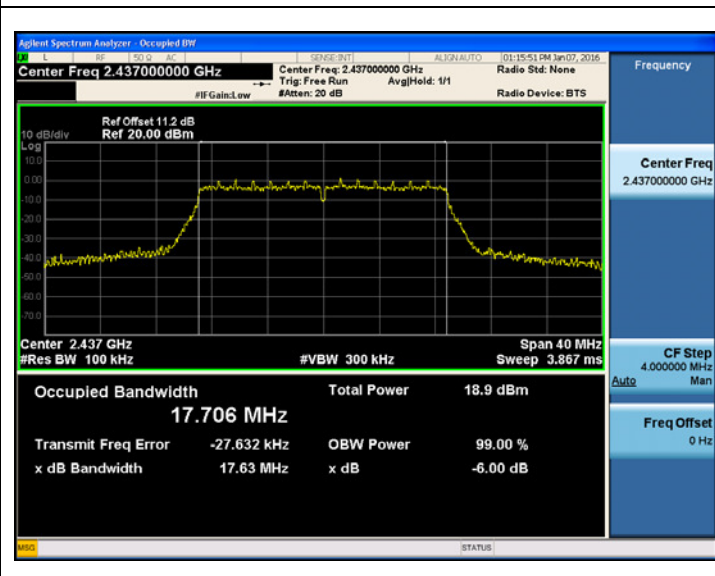 Agilent Spectrum Analyzer - Occupied BW
L RF 50 Ω AC SENSE:INT ALIGN AUTO 01:15:51 PM Jan 07, 2016
Center Freq 2.437000000 GHz
Center Freq: 2.437000000 GHz
Radio Std: None
Trig: Free Run Avg|Hold: 1/1
#IFGain:Low #Atten: 20 dB Radio Device: BTS
Frequency
Ref Offset 11.2 dB
10 dB/div Ref 20.00 dBm
Log
10.0
0.00
-10.0
-20.0
-30.0
-40.0
-50.0
-60.0
-70.0
Center 2.437 GHz Span 40 MHz
#Res BW 100 kHz #VBW 300 kHz Sweep 3.867 ms
Occupied Bandwidth Total Power 18.9 dBm
17.706 MHz
Transmit Freq Error -27.632 kHz OBW Power 99.00 %
x dB Bandwidth 17.63 MHz x dB -6.00 dB
Center Freq
2.437000000 GHz
CF Step
4.000000 MHz
Auto Man
Freq Offset
0 Hz
MSG STATUS